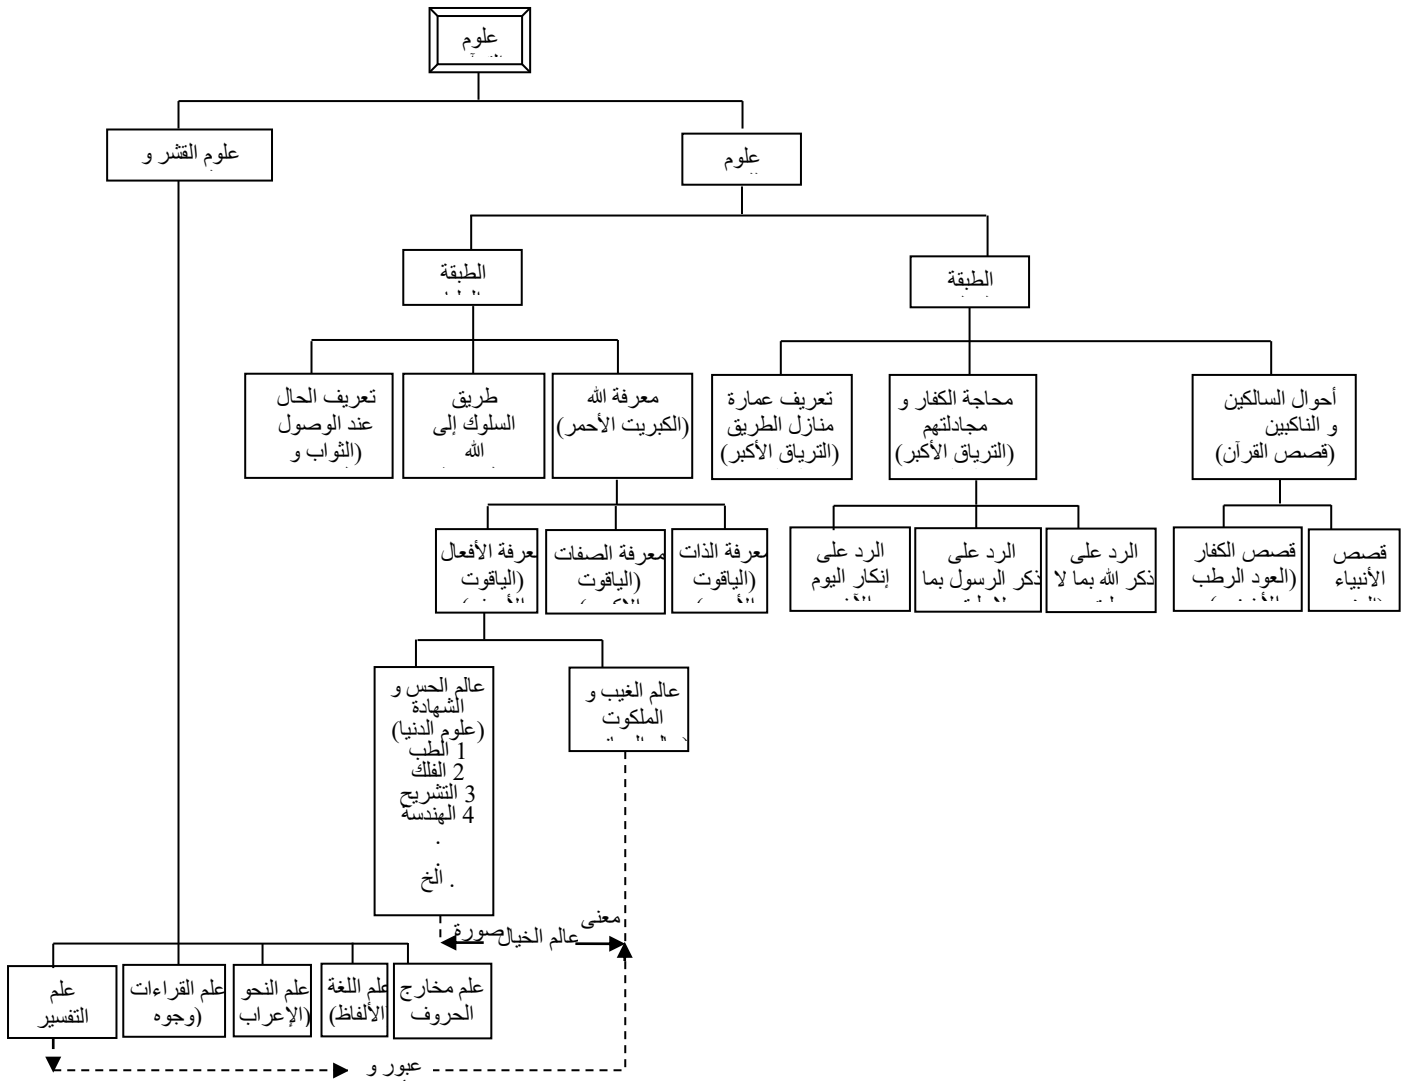 علوم
علوم القشر و
علوم
الطبقة
الطبقة
تعريف الحال
عند الوصول
(الثواب و
طريق
السلوك إلى
الله
معرفة الله
(الكبريت الأحمر)
تعريف عمارة
منازل الطريق
(الترياق الأكبر)
محاجة الكفار و
مجادلتهم
(الترياق الأكبر)
أحوال السالكين
و الناكبين
(قصص القرآن)
معرفة الأفعال
(الياقوت
معرفة الصفات
(الياقوت
معرفة الذات
(الياقوت
الرد على
إنكار اليوم
الرد على
ذكر الرسول بما
الرد على
ذكر الله بما لا
قصص الكفار
(العود الرطب
قصص
الأنبياء
عالم الحس و
الشهادة
(علوم الدنيا)
1 الطب
2 الفلك
3 التشريح
4 الهندسة
.
.
. الخ
عالم الغيب و
الملكوت
معنى
صورة
عالم الخيال
علم
التفسير
علم القراءات
(وجوه
علم النحو
(الإعراب
علم اللغة
(الألفاظ)
علم مخارج
الحروف
عبور و